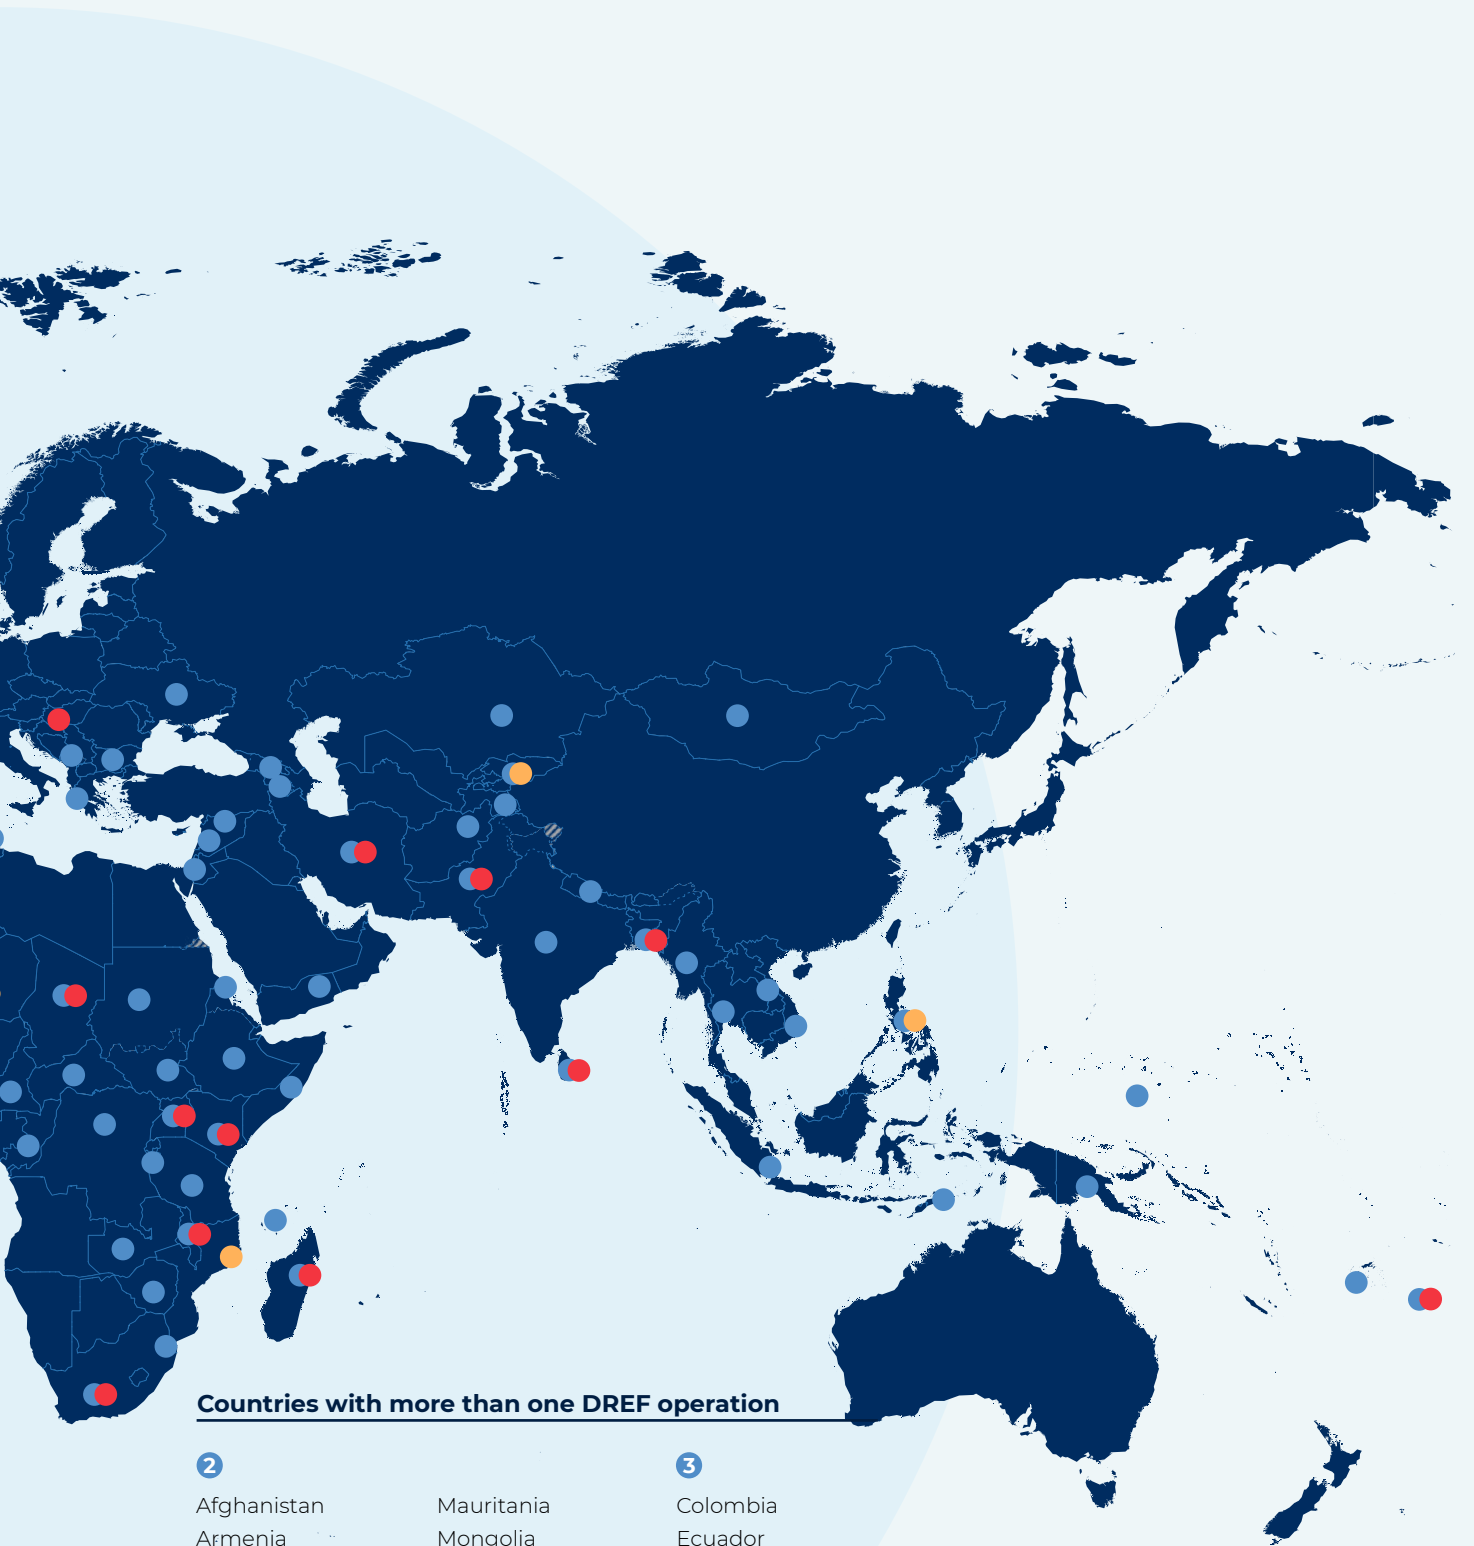 Countries with more than one DREF operation
2
3
Afghanistan
Mauritania
Colombia
Armenia
Mongolia
Ecuador